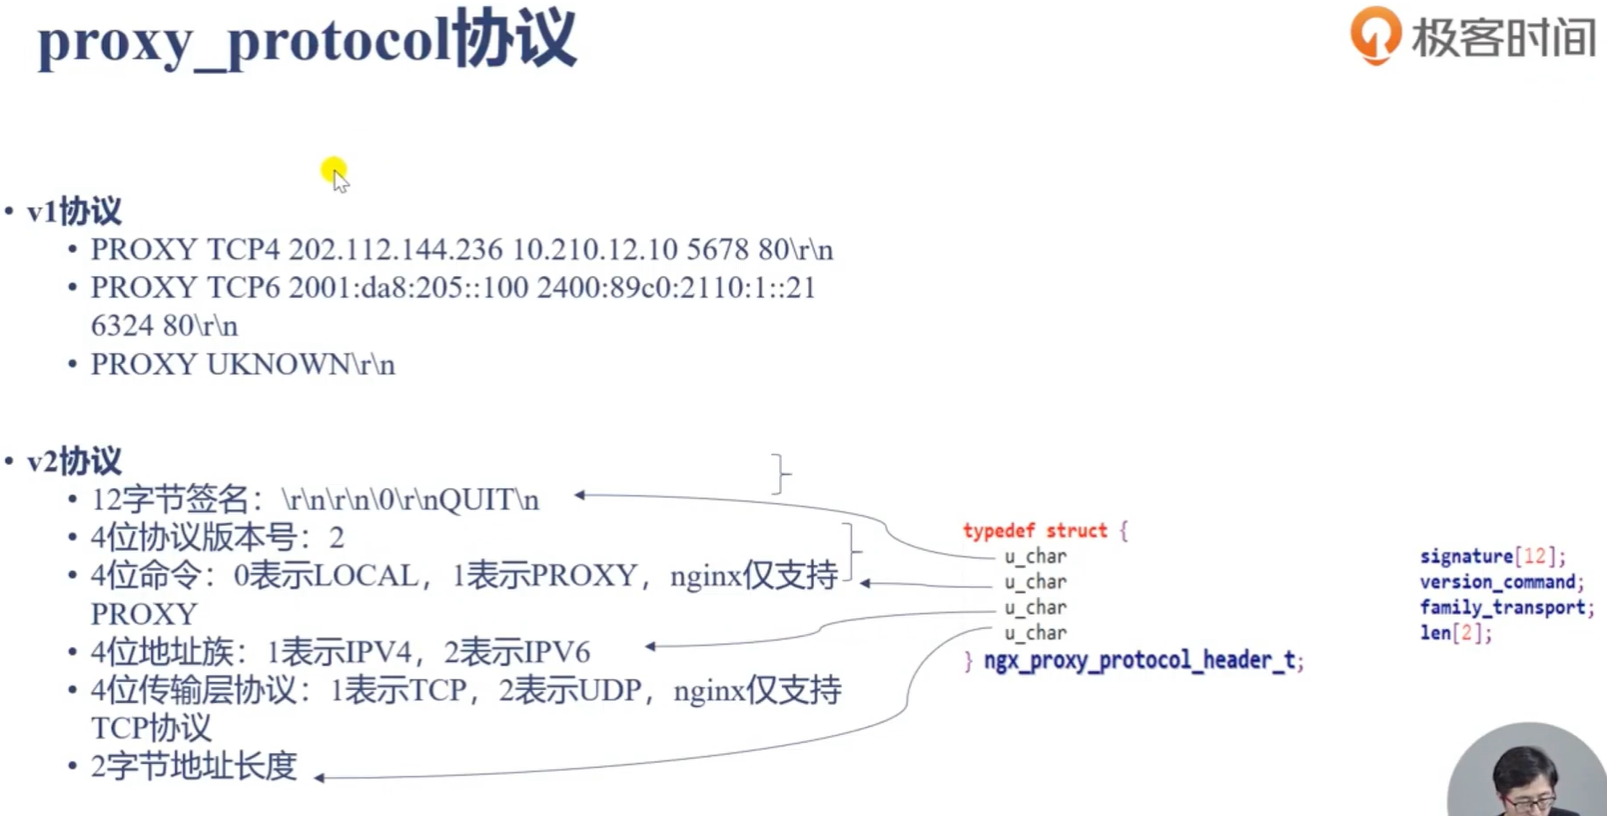 proxy_protocol协议
极客时间
• v1协议
• PROXY TCP4 202.112.144.236 10.210.12.10 5678 80\r\n
• PROXY TCP6 2001:da8:205::100 2400:89c0:2110:1::21
6324 80\r\n
• PROXY UKNOWN\r\n
• v2协议
• 12字节签名：\r\n\r\n\0\r\nQUIT\n
• 4位协议版本号：2
• 4位命令：0表示LOCAL，1表示PROXY，nginx仅支持
PROXY
• 4位地址族：1表示IPV4，2表示IPV6
• 4位传输层协议：1表示TCP，2表示UDP，nginx仅支持
TCP协议
• 2字节地址长度
typedef struct {
u_char signature[12];
u_char version_command;
u_char family_transport;
u_char len[2];
} ngx_proxy_protocol_header_t;